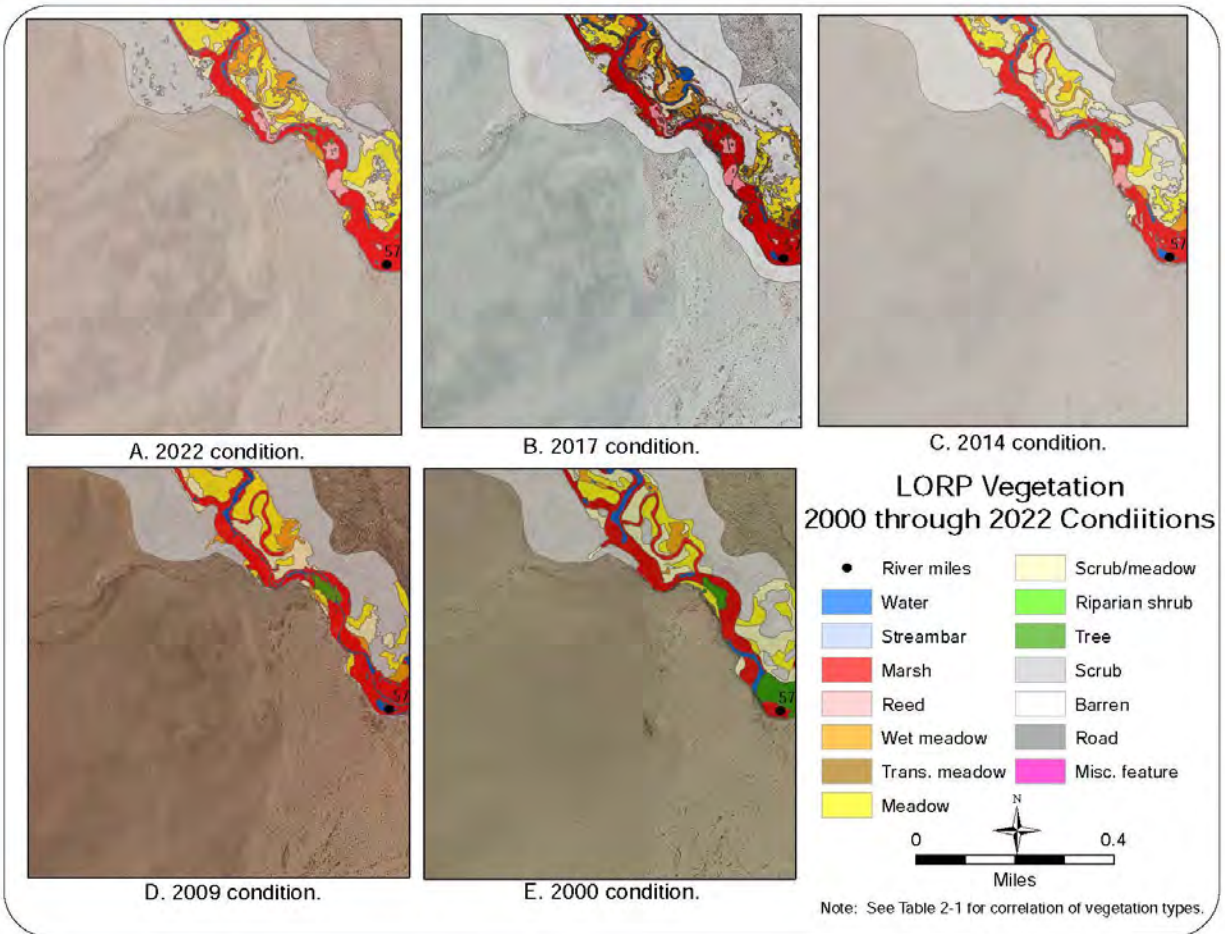 57
57
57
A. 2022 condition.
B. 2017 condition.
C. 2014 condition.
57
57
D. 2009 condition.
E. 2000 condition.
LORP Vegetation
2000 through 2022 Condiitions
River miles
Water
Streambar
Marsh
Reed
Wet meadow
Trans. meadow
Meadow
Scrub/meadow
Riparian shrub
Tree
Scrub
Barren
Road
Misc. feature
N
0 0.4
Miles
Note: See Table 2-1 for correlation of vegetation types.